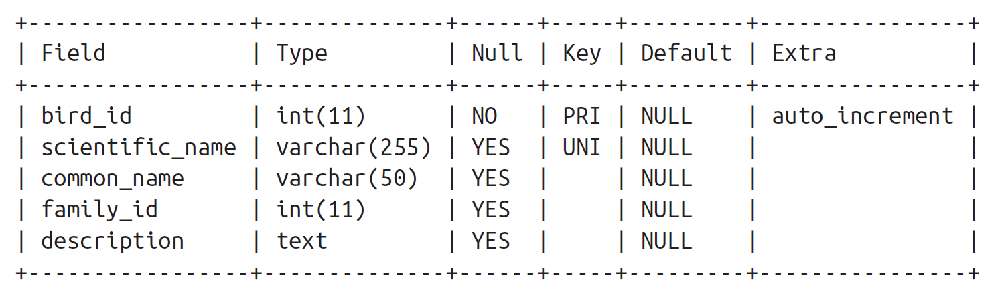 +-----------------+--------------+------+-----+---------+----------------+
| Field           | Type         | Null | Key | Default | Extra          |
+-----------------+--------------+------+-----+---------+----------------+
| bird_id         | int(11)      | NO   | PRI | NULL    | auto_increment |
| scientific_name | varchar(255) | YES  | UNI | NULL    |                |
| common_name     | varchar(50)  | YES  |     | NULL    |                |
| family_id       | int(11)      | YES  |     | NULL    |                |
| description     | text         | YES  |     | NULL    |                |
+-----------------+--------------+------+-----+---------+----------------+